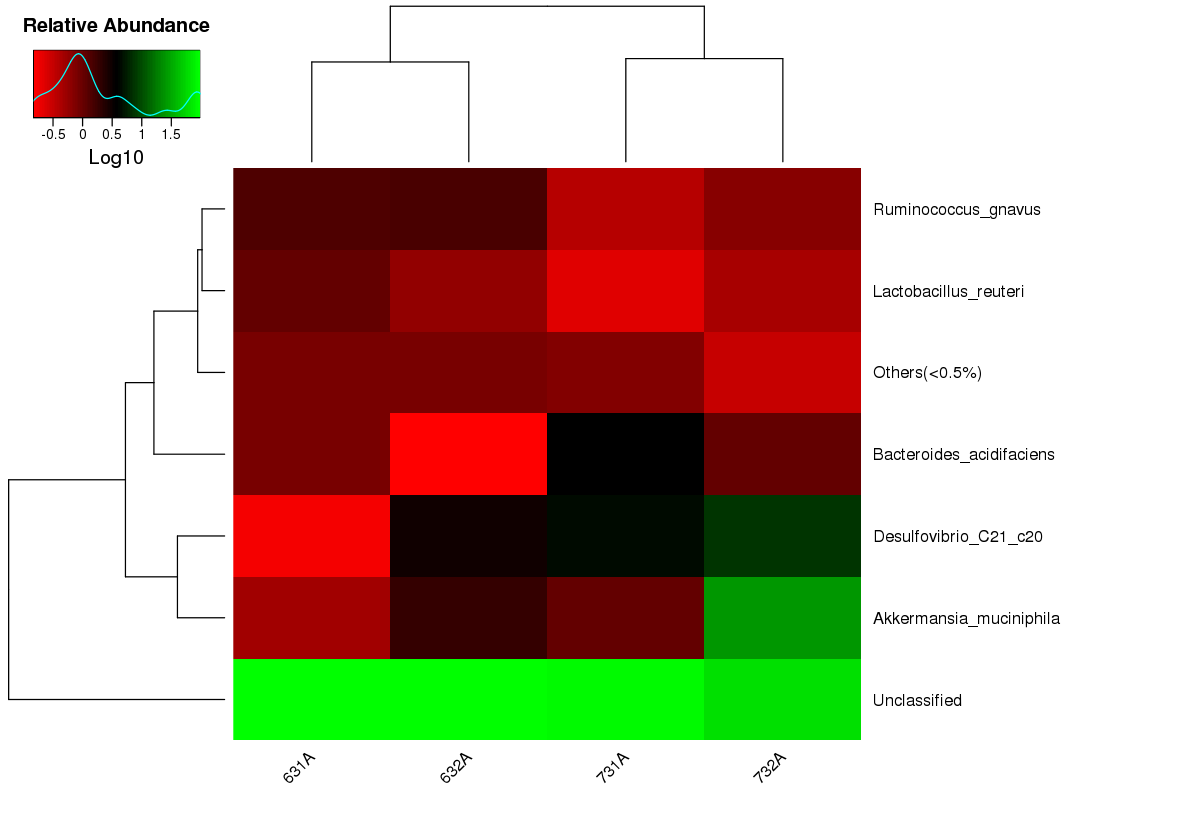 Relative Abundance
-0.5 0 0.5 1 1.5
Log10
Ruminococcus_gnavus
Lactobacillus_reuteri
Others(<0.5%)
Bacteroides_acidifaciens
Desulfovibrio_C21_c20
Akkermansia_muciniphila
Unclassified
631A 632A 731A 732A